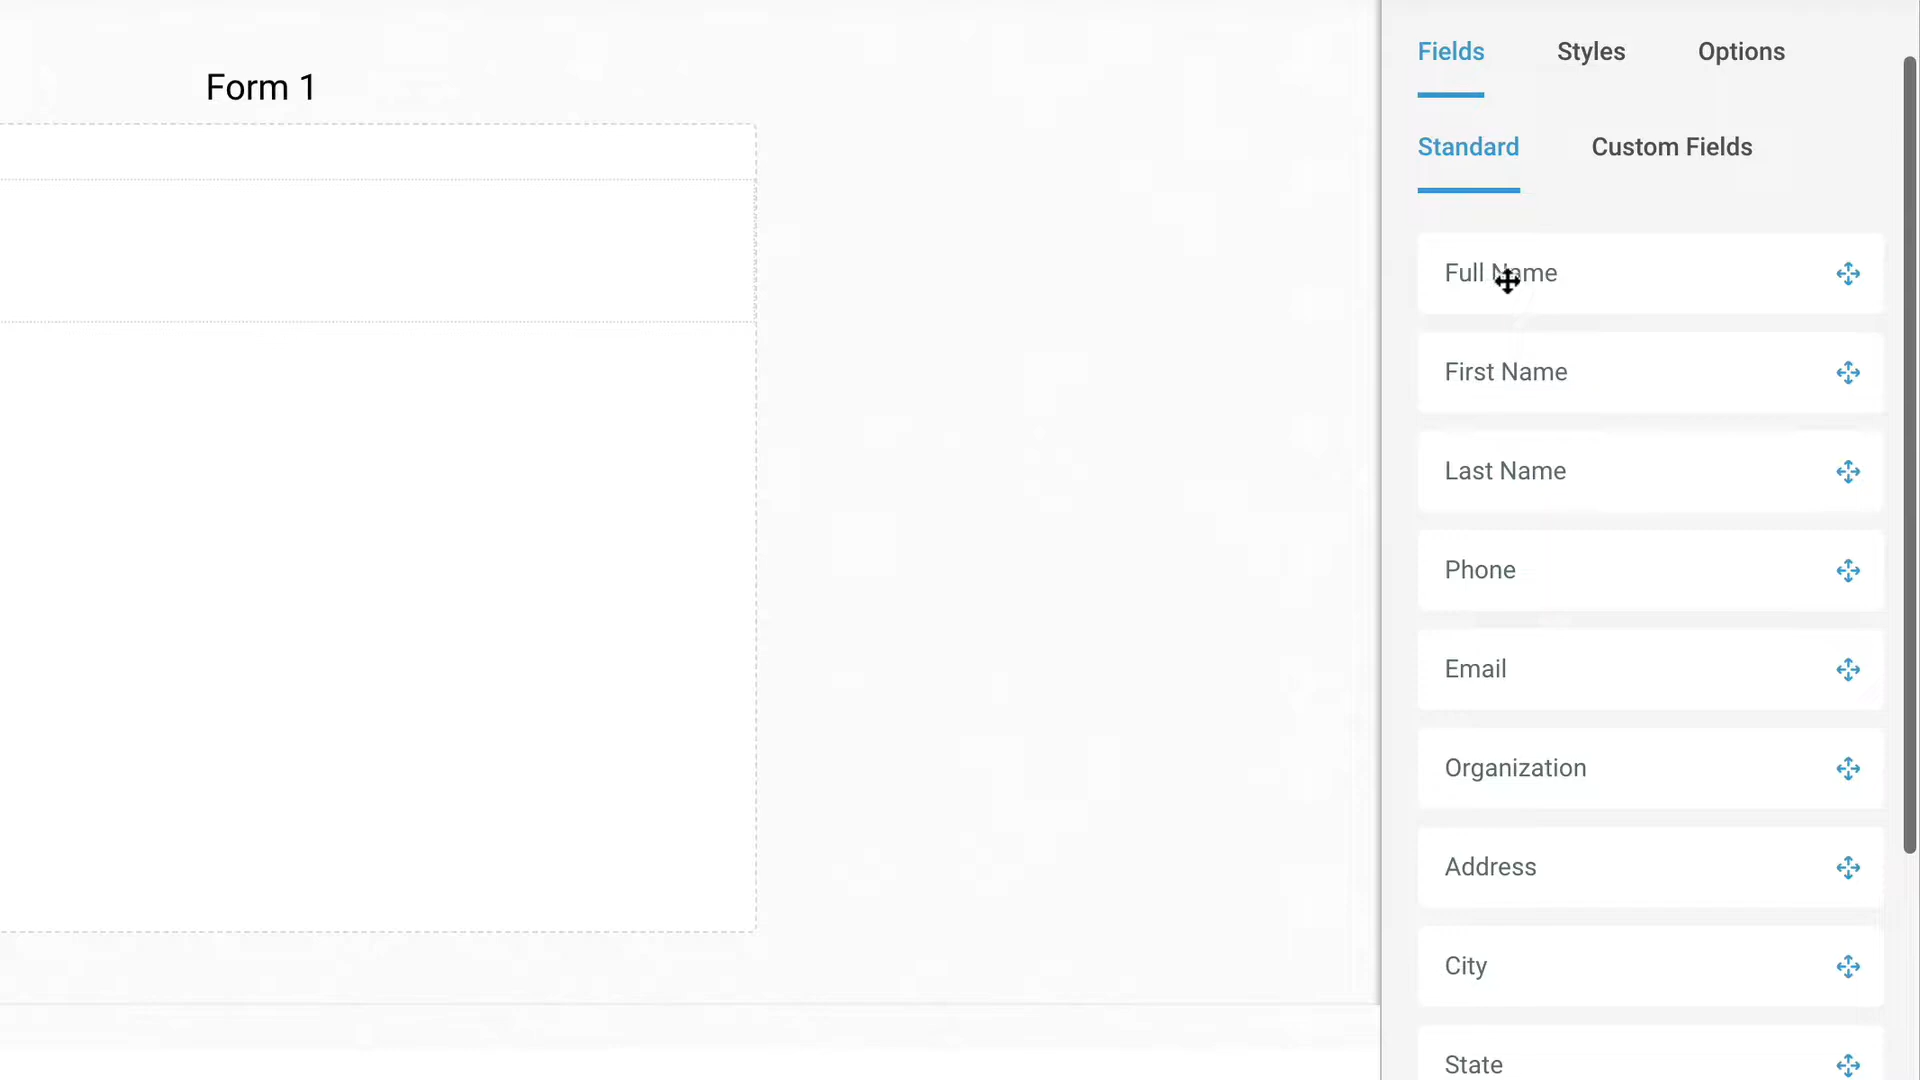 Form 1
Fields
Styles
Options
Standard
Custom Fields
Full Name
First Name
Last Name
Phone
Email
Organization
Address
City
State